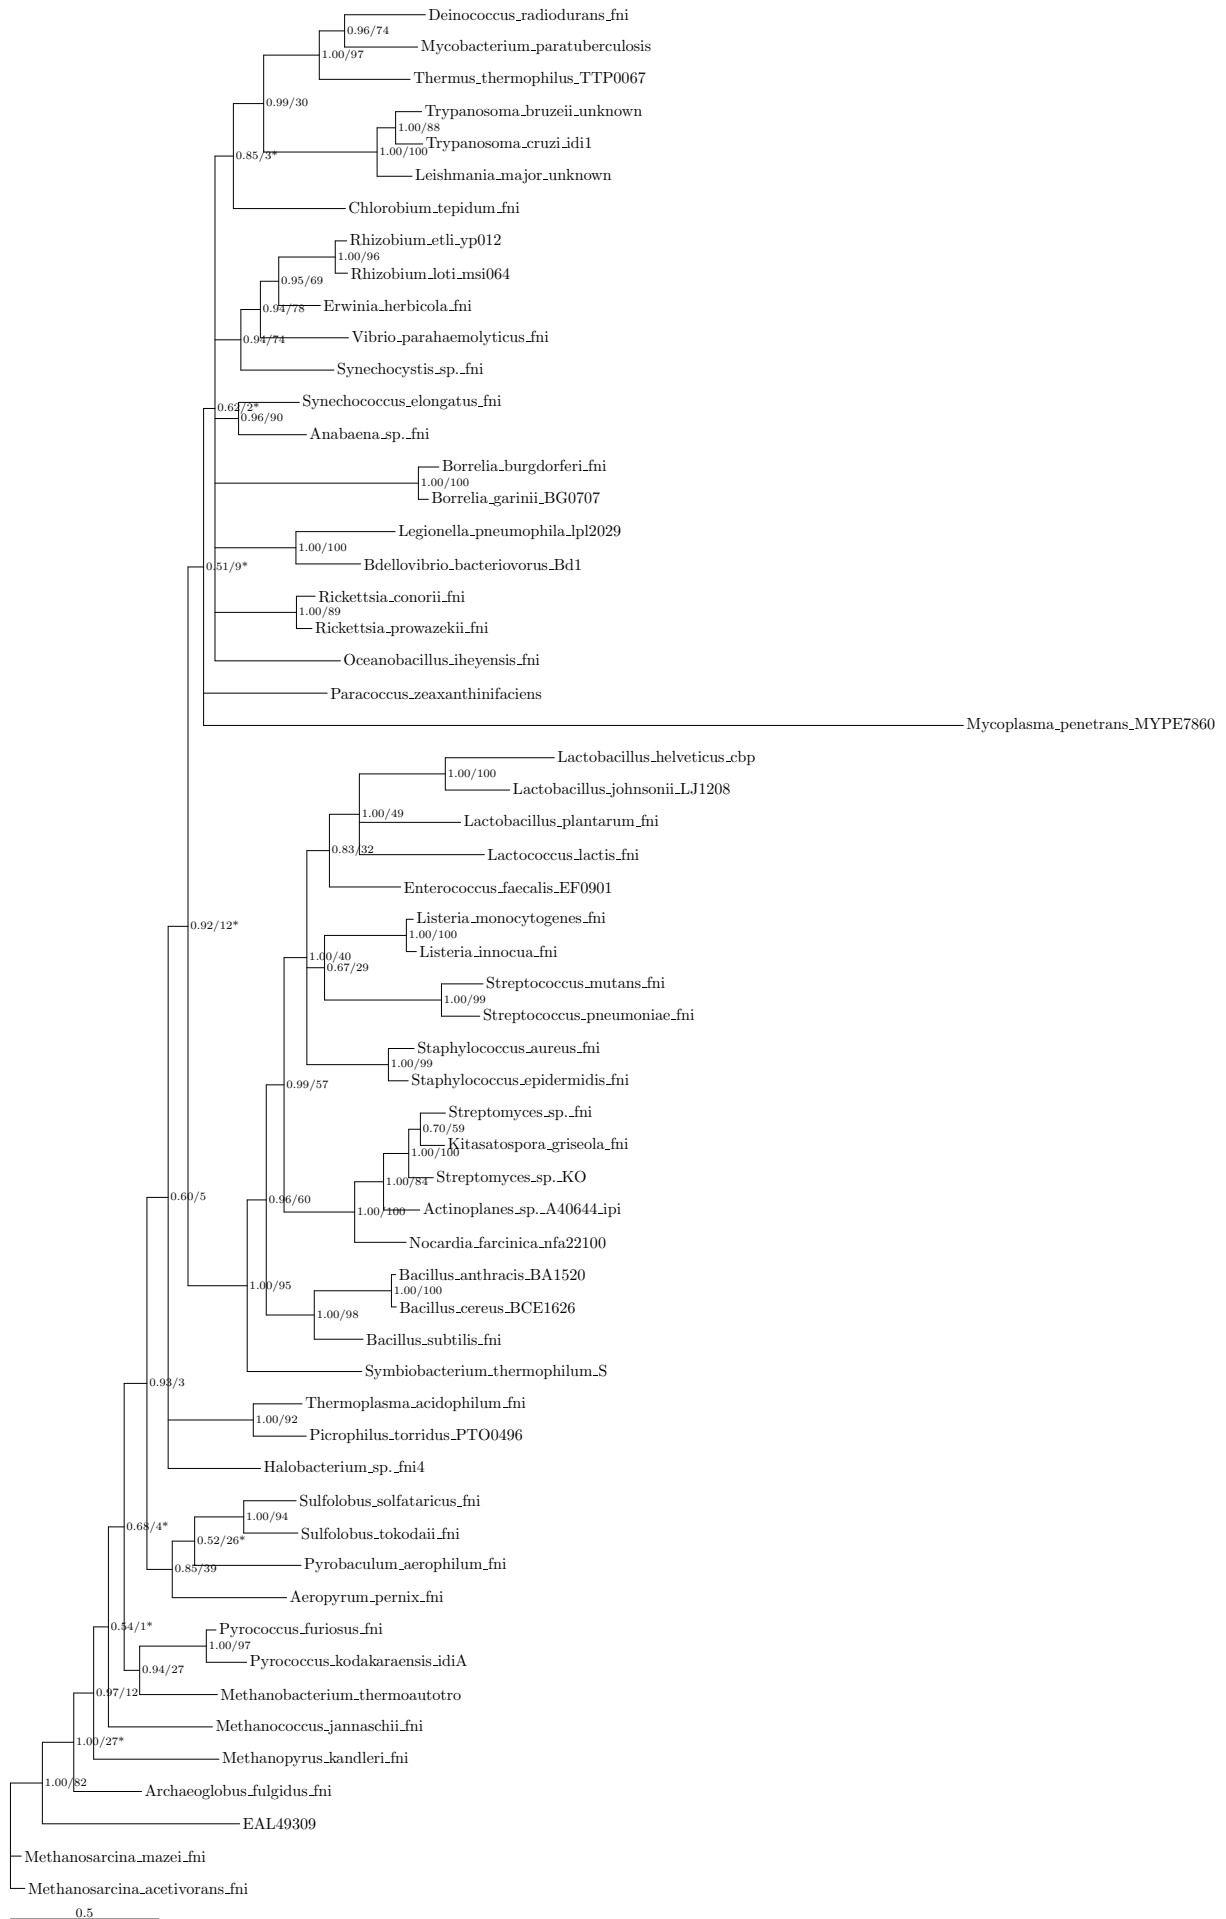 Deinococcus_radiodurans_fni
0.96/74
Mycobacterium_paratuberculosis
1.00/97
Thermus_thermophilus_TTP0067
0.99/30
Trypanosoma_bruzeii_unknown
1.00/88
Trypanosoma_cruzi_idi1
1.00/100
0.85/3*
Leishmania_major_unknown
Chlorobium_tepidum_fni
Rhizobium_etli_yp012
1.00/96
Rhizobium_loti_msi064
0.95/69
Erwinia_herbicola_fni
0.94/78
Vibrio_parahaemolyticus_fni
0.94/74
Synechocystis_sp._fni
Synechococcus_elongatus_fni
0.62/2*
0.96/90
Anabaena_sp._fni
Borrelia_burgdorferi_fni
1.00/100
Borrelia_garinii_BG0707
Legionella_pneumophila_lpl2029
1.00/100
Bdellovibrio_bacteriovorus_Bd1
0.51/9*
Rickettsia_conorii_fni
1.00/89
Rickettsia_prowazekii_fni
Oceanobacillus_iheyensis_fni
Paracoccus_zeaxanthinifaciens
Mycoplasma_penetrans_MYPE7860
Lactobacillus_helveticus_cbp
1.00/100
Lactobacillus_johnsonii_LJ1208
1.00/49
Lactobacillus_plantarum_fni
0.83/32
Lactococcus_lactis_fni
Enterococcus_faecalis_EF0901
Listeria_monocytogenes_fni
0.92/12*
1.00/100
Listeria_innocua_fni
1.00/40
0.67/29
Streptococcus_mutans_fni
1.00/99
Streptococcus_pneumoniae_fni
Staphylococcus_aureus_fni
1.00/99
Staphylococcus_epidermidis_fni
0.99/57
Streptomyces_sp._fni
0.70/59
Kitasatospora_griseola_fni
1.00/100
Streptomyces_sp._KO
1.00/84
0.60/5
0.96/60
Actinoplanes_sp._A40644_ipi
1.00/100
Nocardia_farcinica_nfa22100
Bacillus_anthracis_BA1520
1.00/95
1.00/100
Bacillus_cereus_BCE1626
1.00/98
Bacillus_subtilis_fni
Symbiobacterium_thermophilum_S
0.93/3
Thermoplasma_acidophilum_fni
1.00/92
Picrophilus_torridus_PTO0496
Halobacterium_sp._fni4
Sulfolobus_solfataricus_fni
1.00/94
0.68/4*
Sulfolobus_tokodaii_fni
0.52/26*
Pyrobaculum_aerophilum_fni
0.85/39
Aeropyrum_pernix_fni
0.54/1*
Pyrococcus_furiosus_fni
1.00/97
Pyrococcus_kodakaraensis_idiA
0.94/27
0.97/12
Methanobacterium_thermoautotro
Methanococcus_jannaschii_fni
1.00/27*
Methanopyrus_kandleri_fni
1.00/82
Archaeoglobus_fulgidus_fni
EAL49309
Methanosarcina_mazei_fni
Methanosarcina_acetivorans_fni
0.5